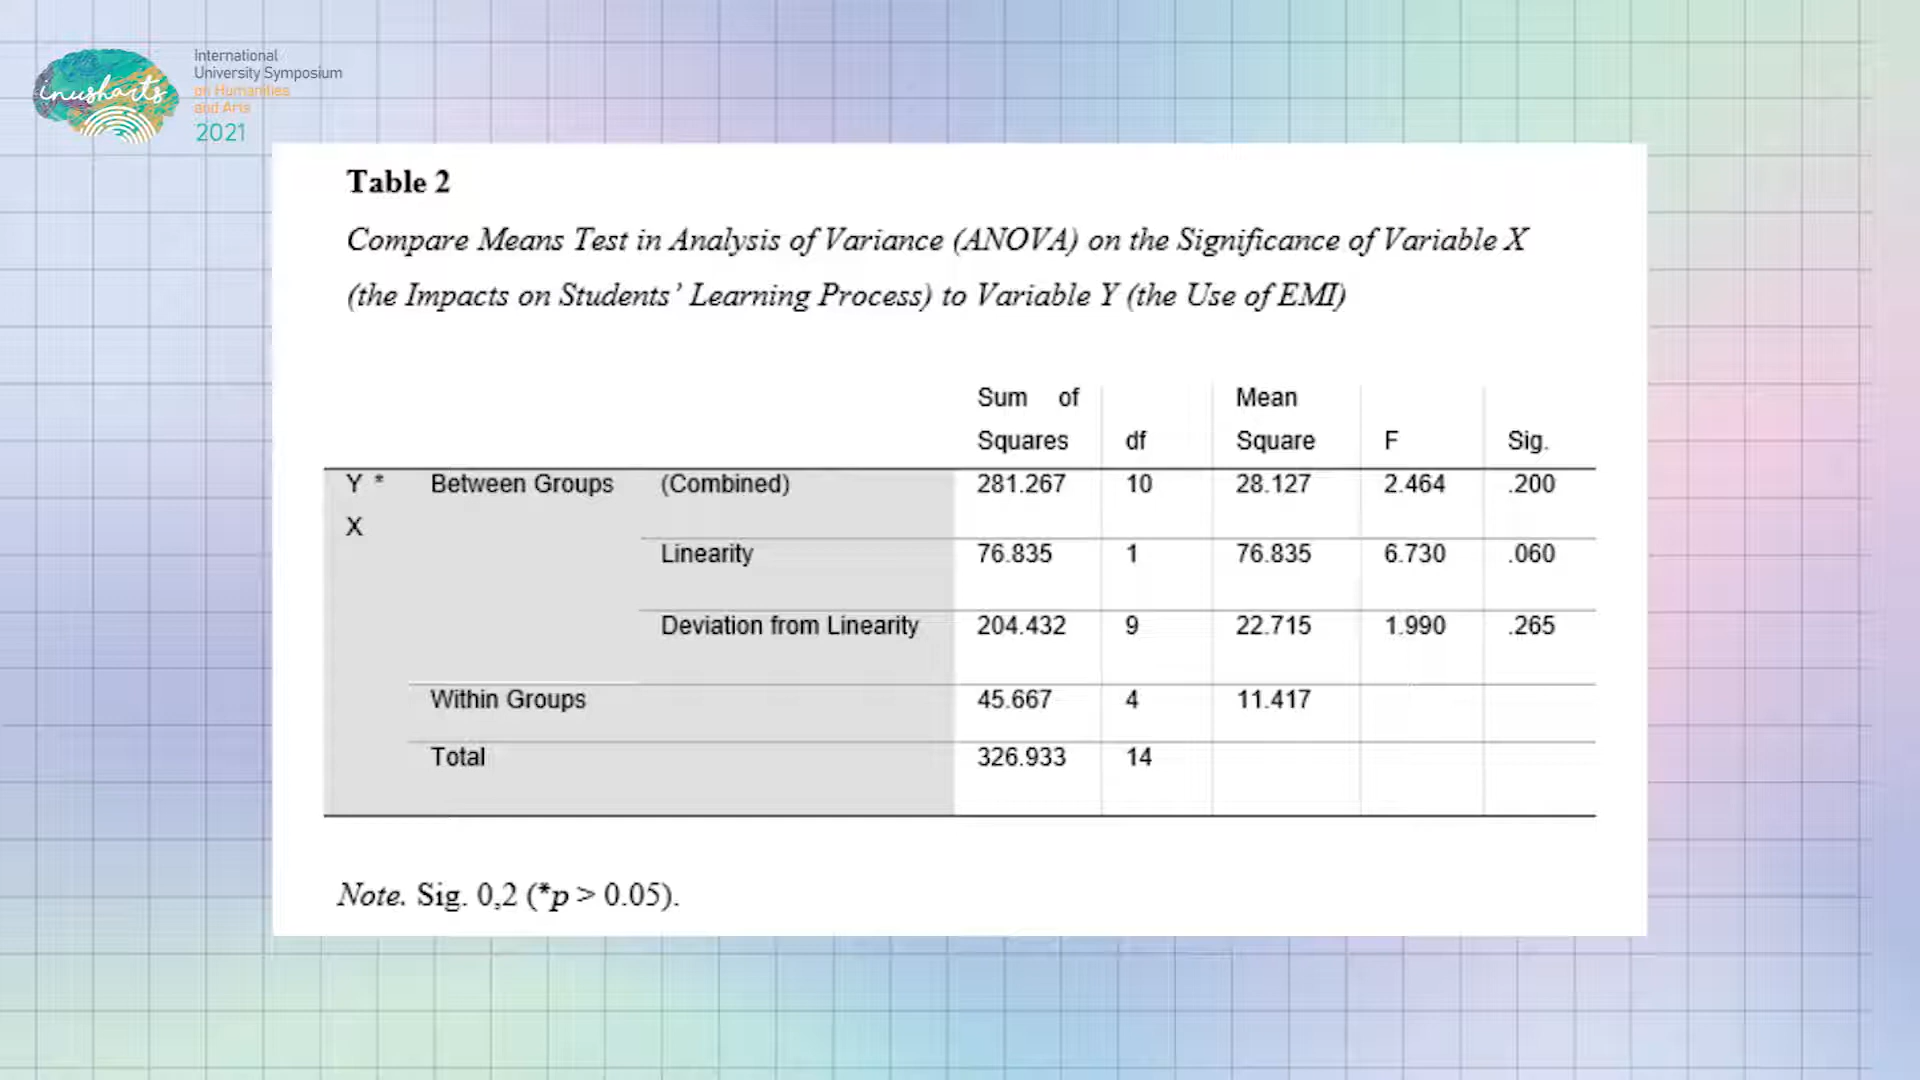 inusharts
International
University Symposium
on Humanities
and Arts
2021
Table 2
Compare Means Test in Analysis of Variance (ANOVA) on the Significance of Variable X
(the Impacts on Students' Learning Process) to Variable Y (the Use of EMI)
Sum of Squares df Mean Square F Sig.
Y * X Between Groups (Combined) 281.267 10 28.127 2.464 .200
Linearity 76.835 1 76.835 6.730 .060
Deviation from Linearity 204.432 9 22.715 1.990 .265
Within Groups 45.667 4 11.417
Total 326.933 14
Note. Sig. 0,2 (*p > 0.05).